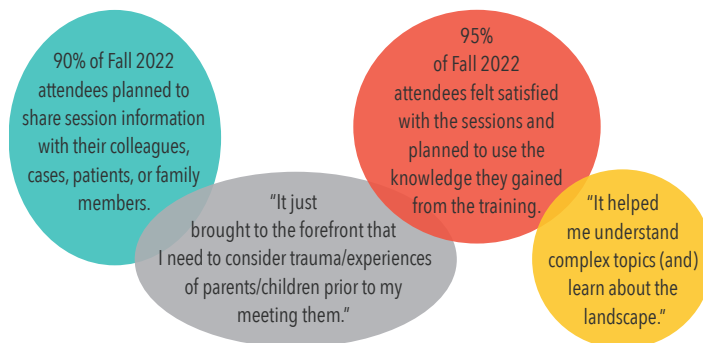 90% of Fall 2022
attendees planned to
share session information
with their colleagues,
cases, patients, or family
members.
“It just
brought to the forefront that
I need to consider trauma/experiences
of parents/children prior to my
meeting them.”
95%
of Fall 2022
attendees felt satisfied
with the sessions and
planned to use the
knowledge they gained
from the training.
“It helped
me understand
complex topics (and)
learn about the
landscape.”